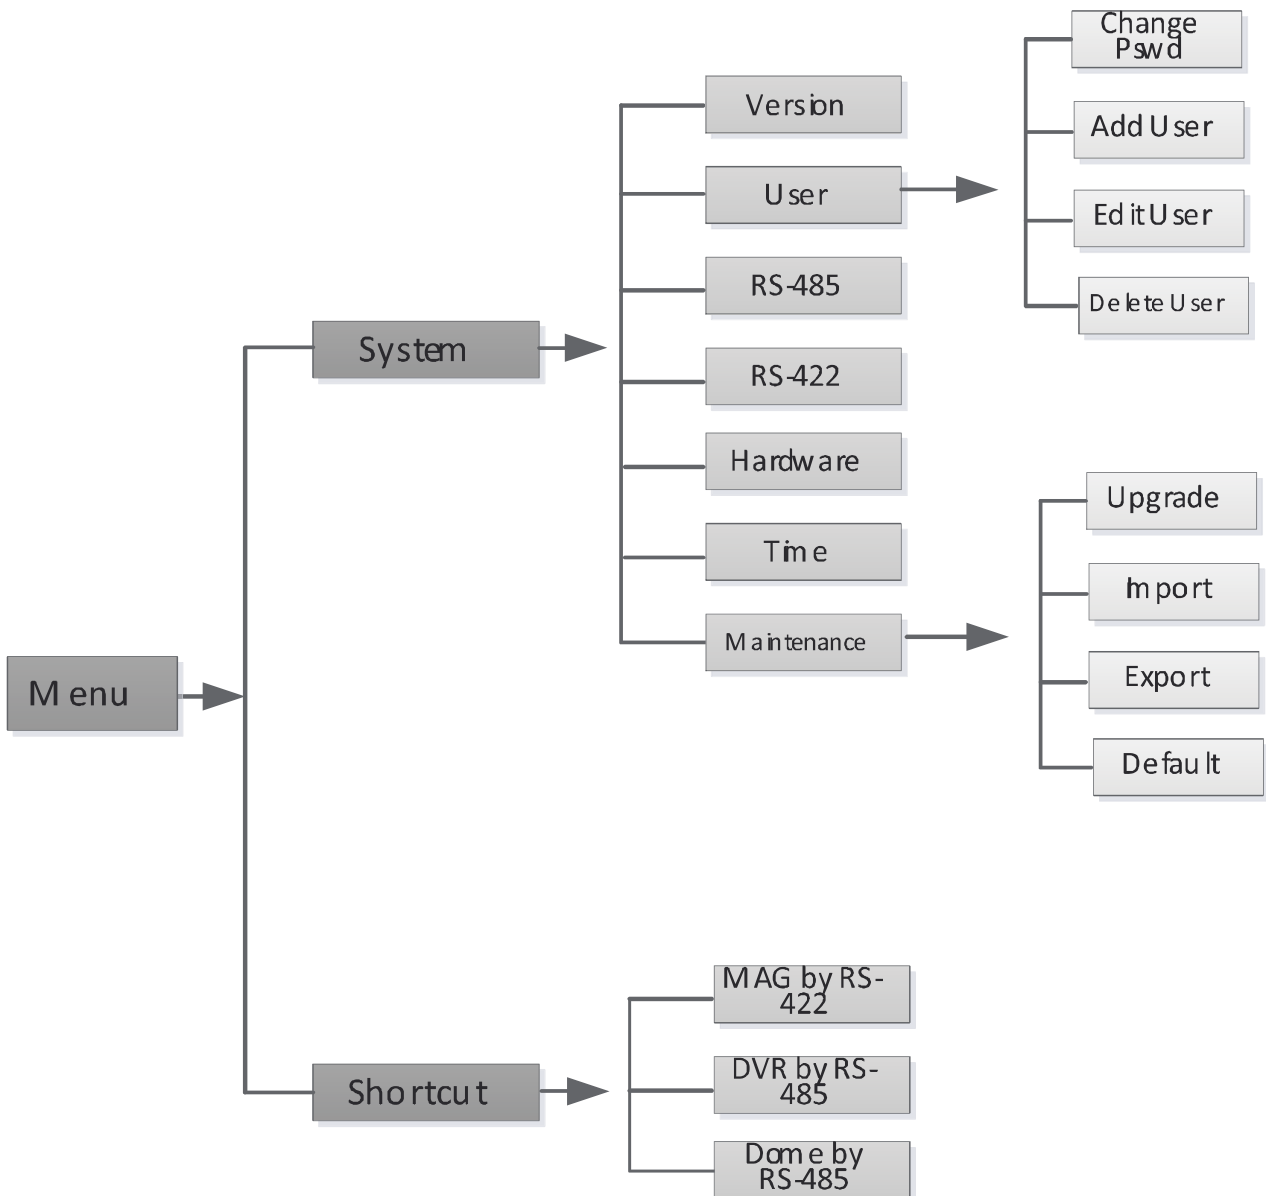 Change
Pswd
Version
Add User
User
Edit User
RS-485
Delete User
System
RS-422
Hardware
Upgrade
Time
Import
Maintenance
Export
Menu
Default
MAG by RS-
422
DVR by RS-
485
Shortcut
Dome by
RS-485